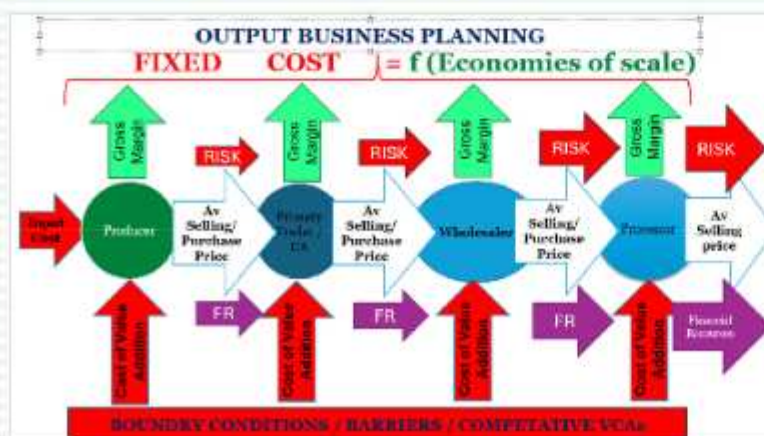 OUTPUT BUSINESS PLANNING
FIXED COST = f (Economies of scale)
Gross
Margin
Gross
Margin
Gross
Margin
Gross
Margin
RISK
RISK
RISK
RISK
Input
Cost
Producer
Av
Selling/
Purchase
Price
Primary
Trader /
Av
Selling/
Purchase
Price
Wholesaler
Av
Selling/
Purchase
Price
Processor
Av
Selling
price
FR
FR
FR
Financial
Resources
Cost of Value
Addition
Cost of Value
Addition
Cost of Value
Addition
Cost of Value
Addition
BOUNDRY CONDITIONS / BARRIERS / COMPETATIVE VCAs